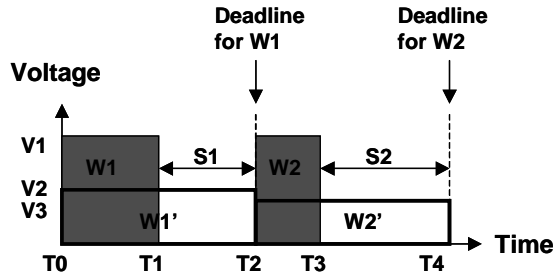 Deadline
for W1
Deadline
for W2
Voltage
V1
W1
S1
W2
S2
V2
V3
W1’
W2’
Time
T0
T1
T2
T3
T4